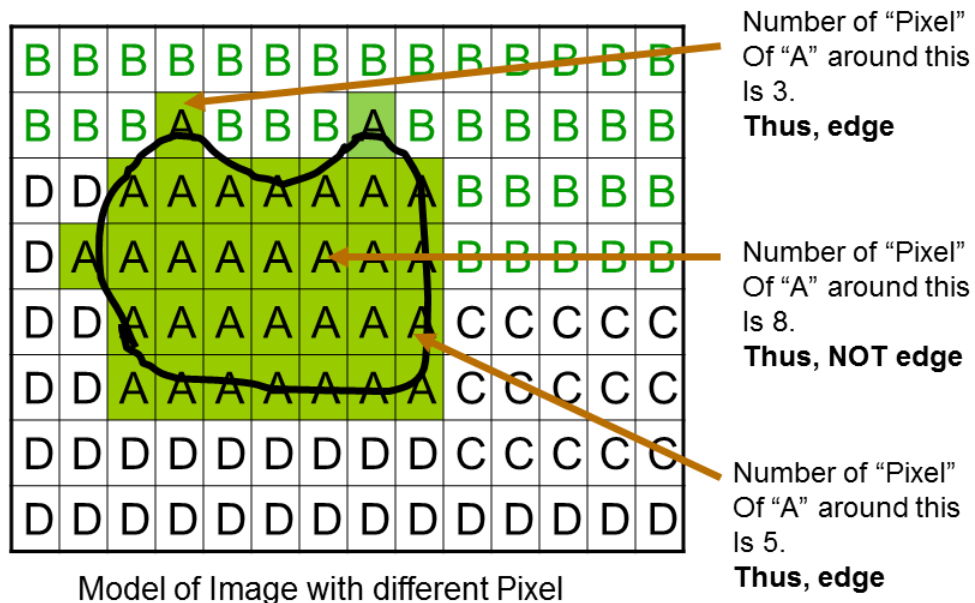 B B B B B B B B B B B B B B
B B B A B B B A B B B B B B
D D A A A A A A A B B B B B
D A A A A A A A A B B B B B
D D A A A A A A A C C C C C
D D A A A A A A A C C C C C
D D D D D D D D D C C C C C
D D D D D D D D D D D D D D
Model of Image with different Pixel
Number of “Pixel”
Of “A” around this
Is 3.
Thus, edge
Number of “Pixel”
Of “A” around this
Is 8.
Thus, NOT edge
Number of “Pixel”
Of “A” around this
Is 5.
Thus, edge